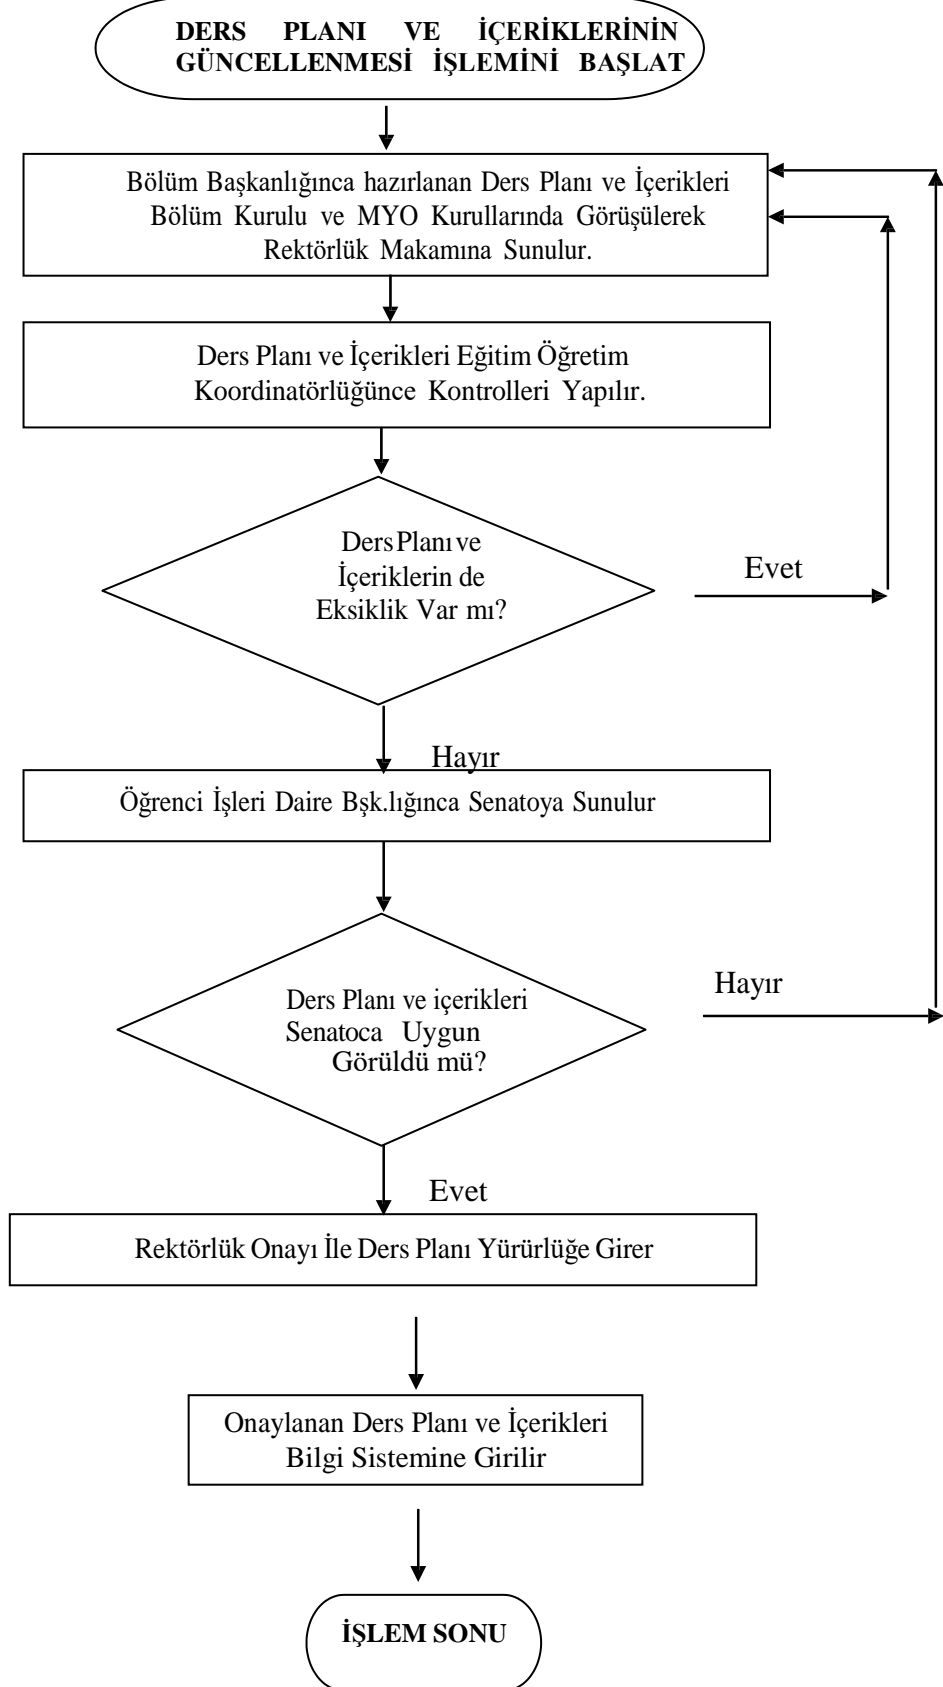 DERS PLANI VE İÇERİKLERİNİN
GÜNCELLENMESİ İŞLEMİNİ BAŞLAT
Bölüm Başkanlığınca hazırlanan Ders Planı ve İçerikleri
Bölüm Kurulu ve MYO Kurullarında Görüşülerek
Rektörlük Makamına Sunulur.
Ders Planı ve İçerikleri Eğitim Öğretim
Koordinatörlüğünce Kontrolleri Yapılır.
Ders Planı ve
İçeriklerin de
Eksiklik Var mı?
Evet
Hayır
Öğrenci İşleri Daire Bşk.lığınca Senatoya Sunulur
Ders Planı ve içerikleri
Senatoca Uygun
Görüldü mü?
Hayır
Evet
Rektörlük Onayı İle Ders Planı Yürürlüğe Girer
Onaylanan Ders Planı ve İçerikleri
Bilgi Sistemine Girilir
İŞLEM SONU